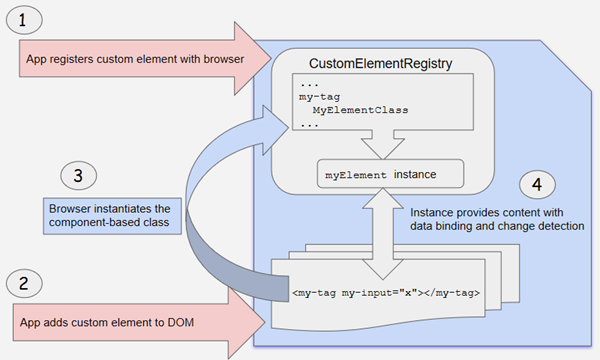 1
App registers custom element with browser
CustomElementRegistry
...
my-tag
MyElementClass
...
myElement instance
3
Browser instantiates the
component-based class
4
Instance provides content with
data binding and change detection
2
App adds custom element to DOM
<my-tag my-input="x"></my-tag>